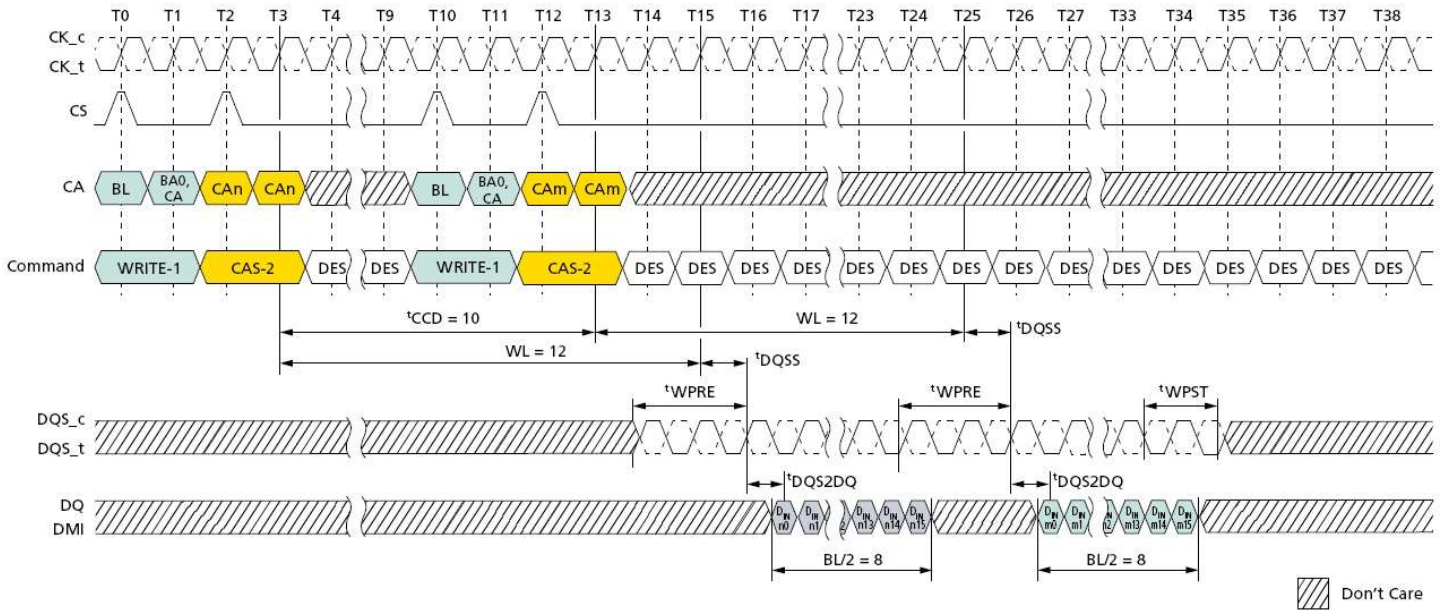 T0 T1 T2 T3 T4 T9 T10 T11 T12 T13 T14 T15 T16 T17 T23 T24 T25 T26 T27 T33 T34 T35 T36 T37 T38
CK_c
CK_t
CS
CA BL BA0, CA CAn CAn BL BA0, CA CAm CAm
Command WRITE-1 CAS-2 DES DES WRITE-1 CAS-2 DES DES DES DES DES DES DES DES DES DES DES DES DES DES DES
tCCD = 10 WL = 12 tDQSS
WL = 12 tDQSS
tWPRE tWPRE tWPST
DQS_c
DQS_t
tDQS2DQ tDQS2DQ
DQ
DMI
DIN n0 DIN n1 DIN n13 DIN n14 DIN n15 DIN m0 DIN m1 DIN m13 DIN m14 DIN m15
BL/2 = 8 BL/2 = 8
Don't Care